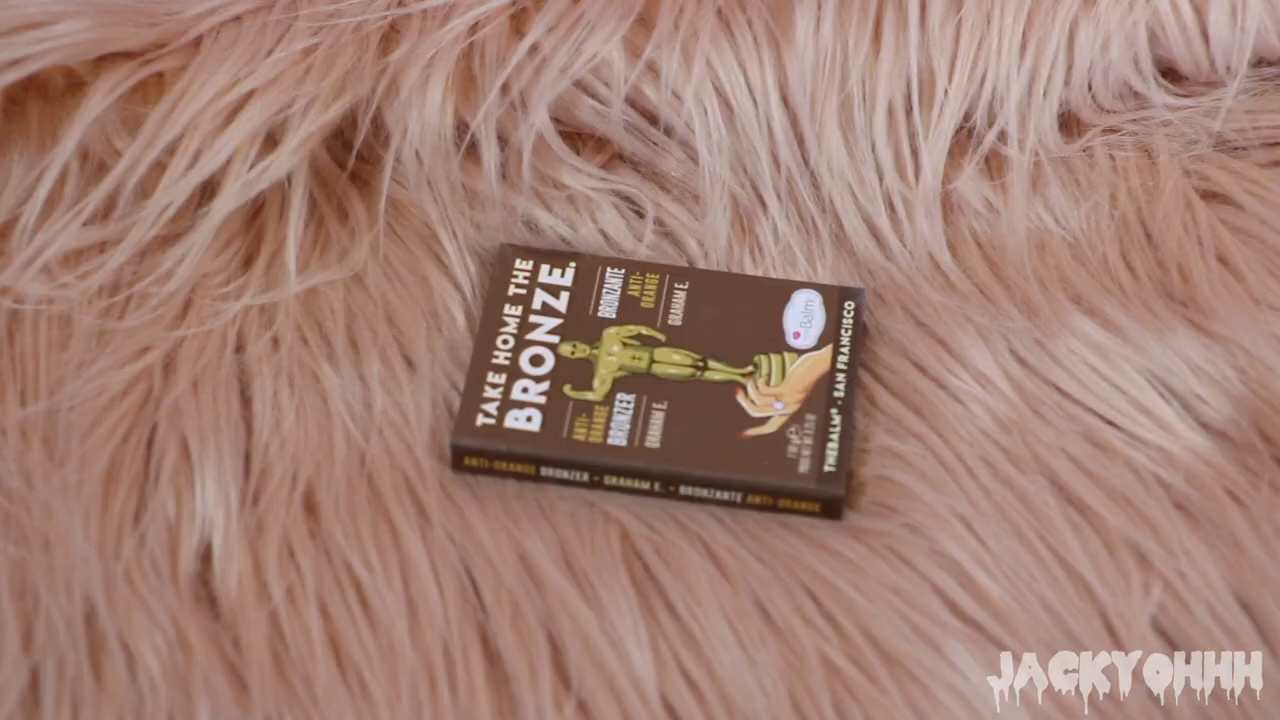 TAKE HOME THE
BRONZE.
BRONZANTE
ANTI-
ORANGE
GRAHAM E.
ANTI-
ORANGE
BRONZER
GRAHAM E.
theBalm
THEBALM® · SAN FRANCISCO
ANTI-ORANGE BRONZER • GRAHAM E. • BRONZANTE ANTI-ORANGE
JACKYOHHH